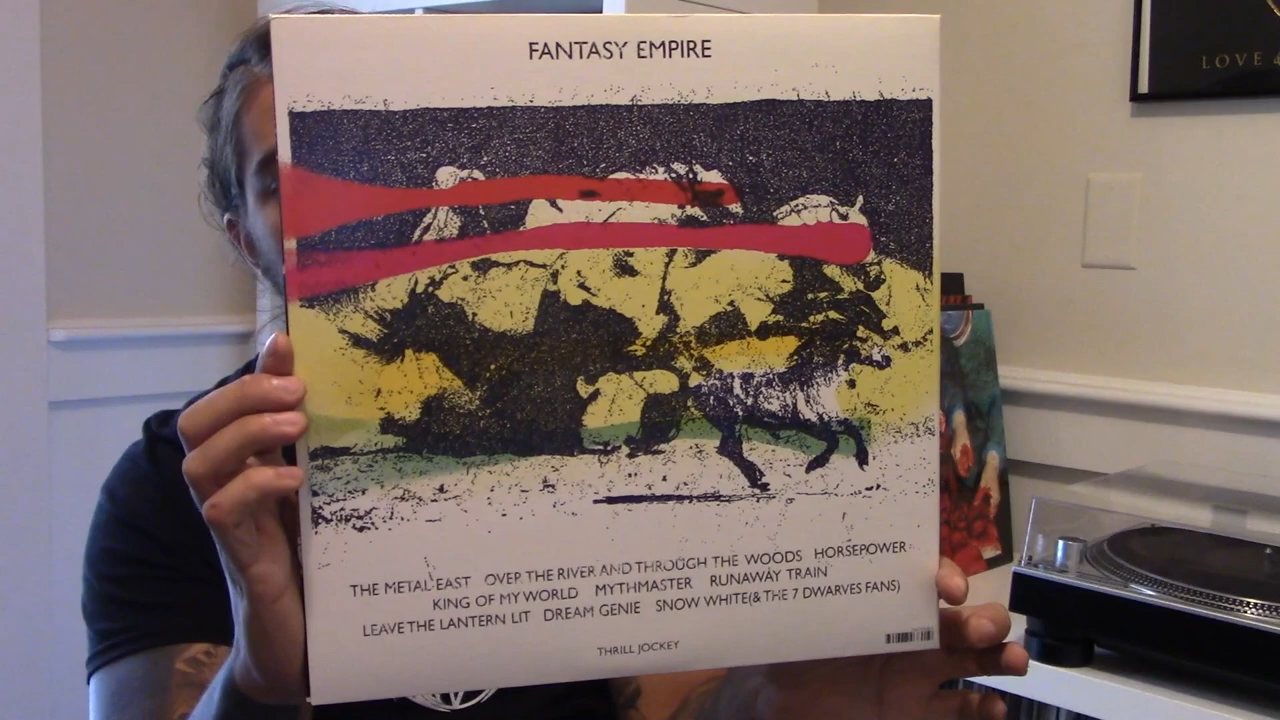 FANTASY EMPIRE
LOVE
THE METAL EAST OVER THE RIVER AND THROUGH THE WOODS HORSEPOWER
KING OF MY WORLD MYTHMASTER RUNAWAY TRAIN
LEAVE THE LANTERN LIT DREAM GENIE SNOW WHITE(& THE 7 DWARVES FANS)
THRILL JOCKEY